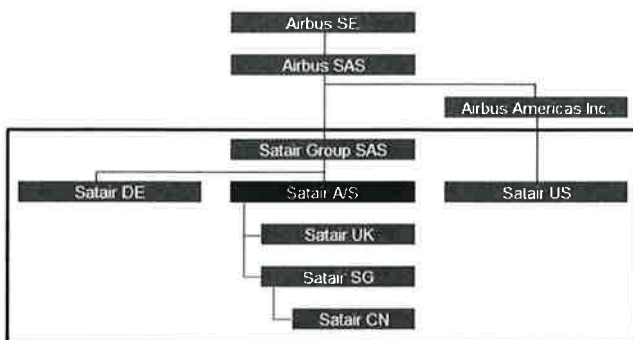 Airbus SE
Airbus SAS
Airbus Americas Inc
Satair Group SAS
Satair DE
Satair A/S
Satair US
Satair UK
Satair SG
Satair CN